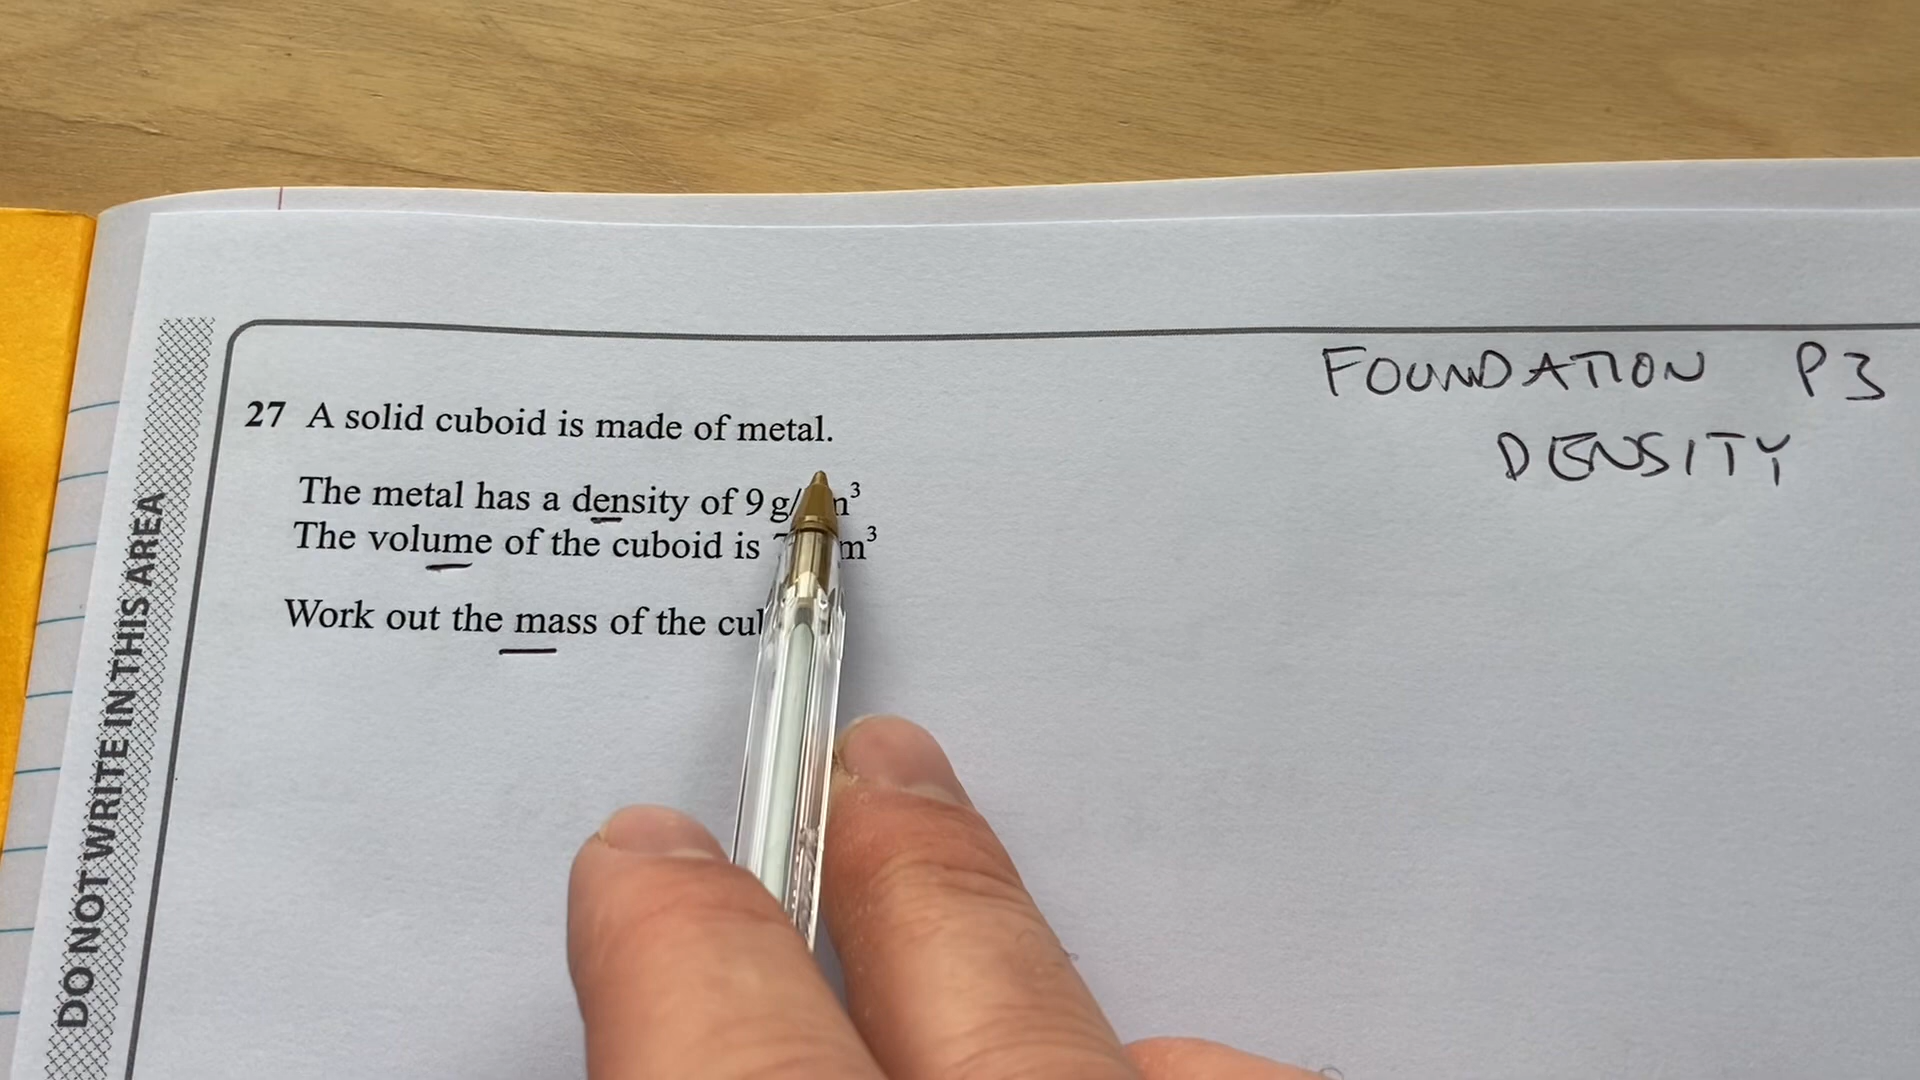 FOUNDATION P3
DENSITY
27 A solid cuboid is made of metal.
The metal has a density of 9 g/
The volume of the cuboid is
Work out the mass of the
DO NOT WRITE IN THIS AREA